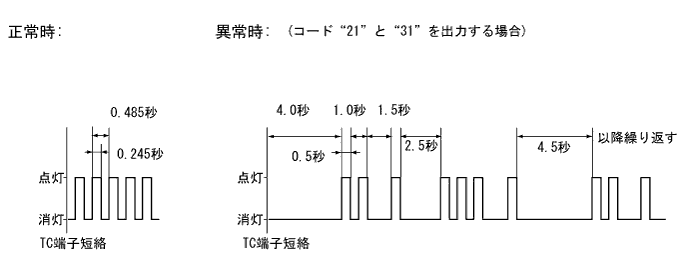 正常時:
異常時: (コード“21”と“31”を出力する場合)
0.485秒
0.245秒
点灯
消灯
TC端子短絡
4.0秒
1.0秒
1.5秒
0.5秒
2.5秒
4.5秒
以降繰り返す
点灯
消灯
TC端子短絡